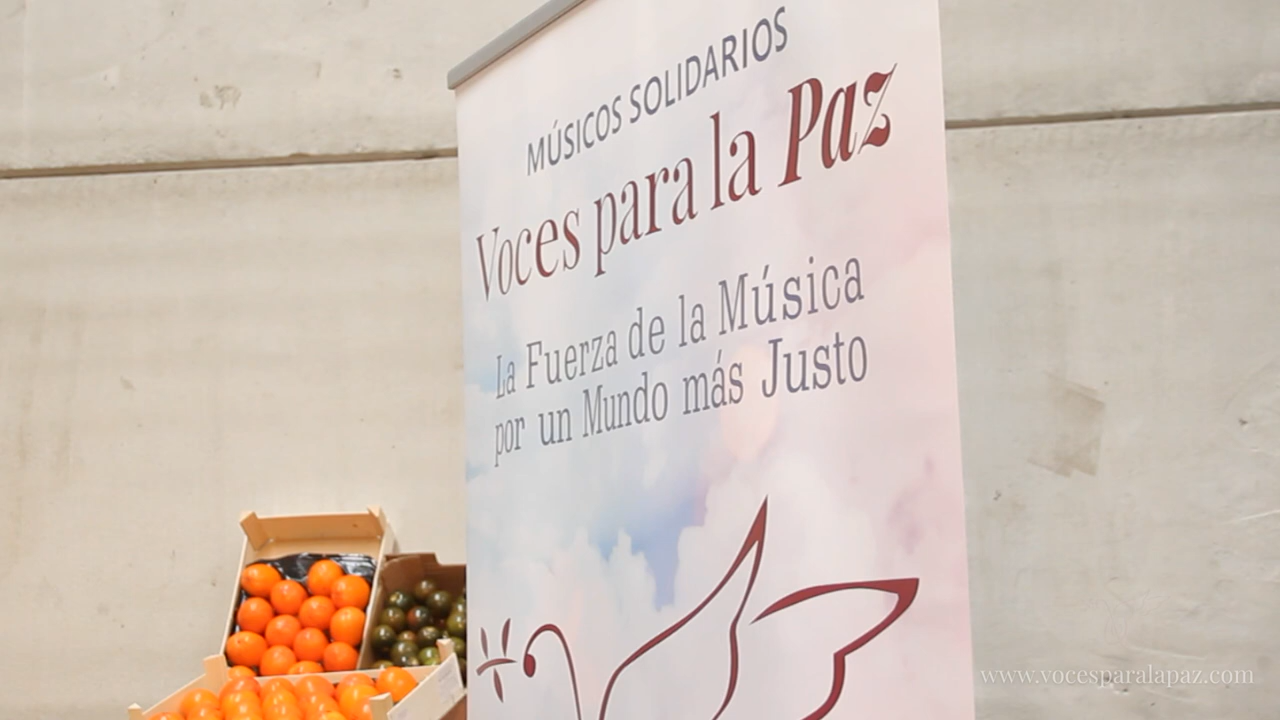 MÚSICOS SOLIDARIOS
Voces para la Paz
La Fuerza de la Música
por un Mundo más Justo
www.vocesparalapaz.com